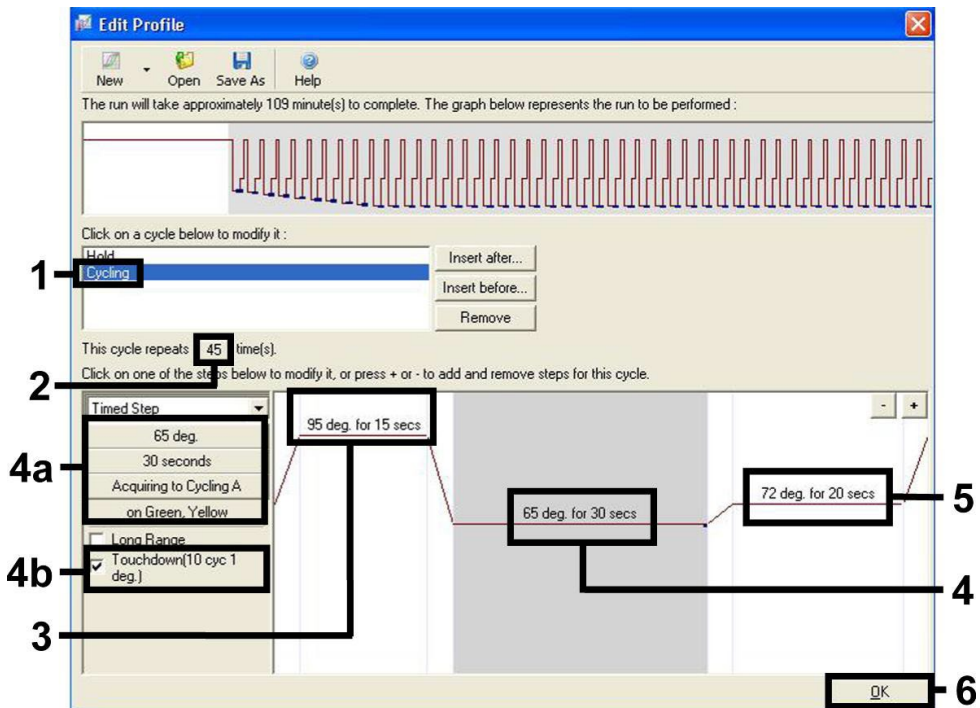 Edit Profile
New Open Save As Help
The run will take approximately 109 minute(s) to complete. The graph below represents the run to be performed :
Click on a cycle below to modify it :
Hold
1
Cycling
Insert after...
Insert before...
Remove
This cycle repeats 45 time(s).
2
Click on one of the steps below to modify it, or press + or - to add and remove steps for this cycle.
Timed Step
- +
4a
65 deg.
30 seconds
Acquiring to Cycling A
on Green, Yellow
Long Range
4b
Touchdown(10 cyc 1
deg.)
95 deg. for 15 secs
3
65 deg. for 30 secs
4
72 deg. for 20 secs
5
OK
6